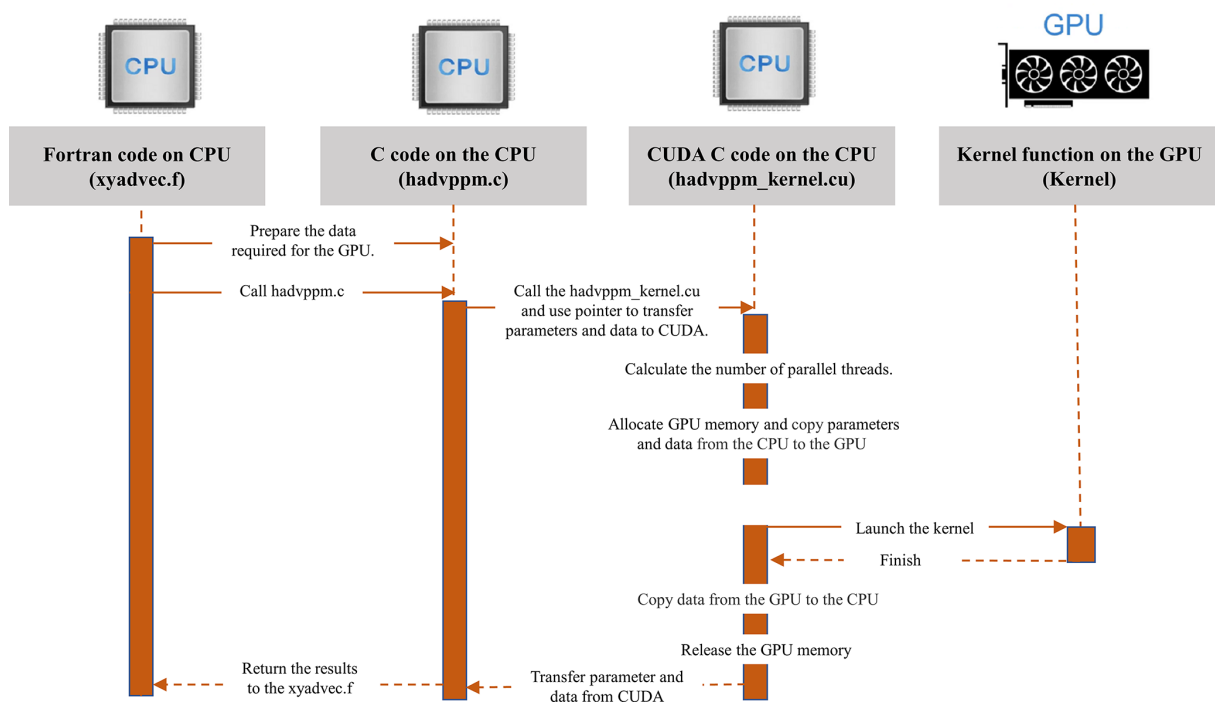 GPU
CPU
CPU
CPU
Fortran code on CPU
(xyadvec.f)
C code on the CPU
(hadvppm.c)
CUDA C code on the CPU
(hadvppm_kernel.cu)
Kernel function on the GPU
(Kernel)
Prepare the data
required for the GPU.
Call hadvppm.c
Call the hadvppm_kernel.cu
and use pointer to transfer
parameters and data to CUDA.
Calculate the number of parallel threads.
Allocate GPU memory and copy parameters
and data from the CPU to the GPU
Launch the kernel
Finish
Copy data from the GPU to the CPU
Release the GPU memory
Return the results
to the xyadvec.f
Transfer parameter and
data from CUDA